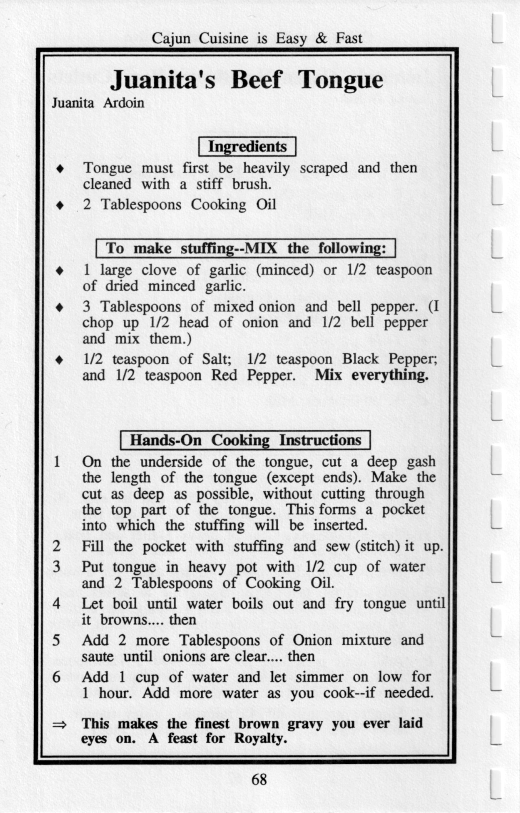 Cajun Cuisine is Easy & Fast
Juanita's Beef Tongue
Juanita Ardoin
Ingredients
♦ Tongue must first be heavily scraped and then
cleaned with a stiff brush.
♦ 2 Tablespoons Cooking Oil
To make stuffing--MIX the following:
♦ 1 large clove of garlic (minced) or 1/2 teaspoon
of dried minced garlic.
♦ 3 Tablespoons of mixed onion and bell pepper. (I
chop up 1/2 head of onion and 1/2 bell pepper
and mix them.)
♦ 1/2 teaspoon of Salt; 1/2 teaspoon Black Pepper;
and 1/2 teaspoon Red Pepper. Mix everything.
Hands-On Cooking Instructions
1 On the underside of the tongue, cut a deep gash
the length of the tongue (except ends). Make the
cut as deep as possible, without cutting through
the top part of the tongue. This forms a pocket
into which the stuffing will be inserted.
2 Fill the pocket with stuffing and sew (stitch) it up.
3 Put tongue in heavy pot with 1/2 cup of water
and 2 Tablespoons of Cooking Oil.
4 Let boil until water boils out and fry tongue until
it browns.... then
5 Add 2 more Tablespoons of Onion mixture and
saute until onions are clear.... then
6 Add 1 cup of water and let simmer on low for
1 hour. Add more water as you cook--if needed.
⇒ This makes the finest brown gravy you ever laid
eyes on. A feast for Royalty.
68